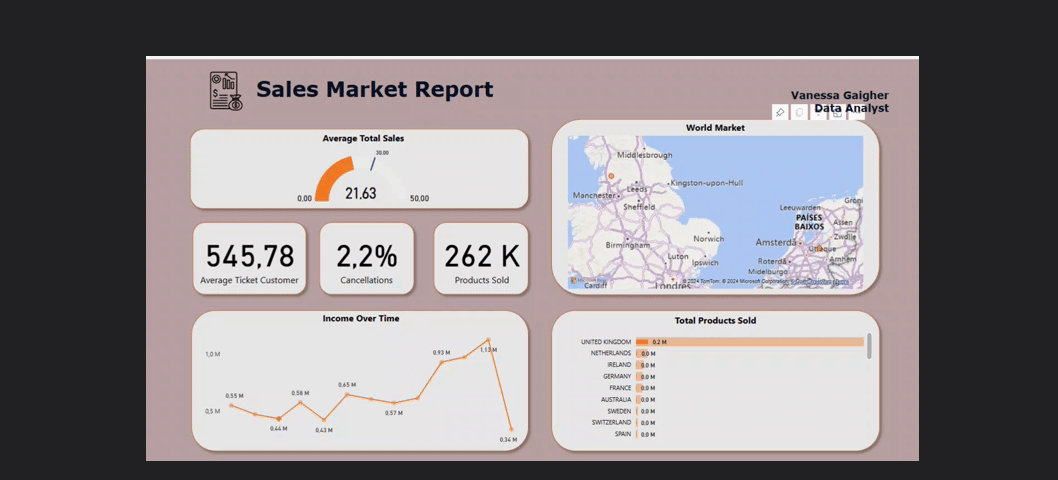 Sales Market Report
Vanessa Gaigher
Data Analyst
Average Total Sales
30,00
21,63
0,00
50,00
545,78
Average Ticket Customer
2,2%
Cancellations
262 K
Products Sold
World Market
Middlesbrough
Kingston-upon-Hull
Leeds
Manchester
Sheffield
Birmingham
Norwich
Luton
Ipswich
Cardiff
Londres
Leeuwarden
Assen
PAÍSES
BAIXOS
Zwolle
Arnhem
Midelburgo
© 2024 TomTom, © 2024 Microsoft Corporation, © OpenStreetMap
Income Over Time
1,0 M
0,5 M
0,55 M
0,44 M
0,58 M
0,43 M
0,65 M
0,57 M
0,93 M
1,13 M
0,34 M
Total Products Sold
UNITED KINGDOM 0,2 M
NETHERLANDS 0,0 M
IRELAND 0,0 M
GERMANY 0,0 M
FRANCE 0,0 M
AUSTRALIA 0,0 M
SWEDEN 0,0 M
SWITZERLAND 0,0 M
SPAIN 0,0 M